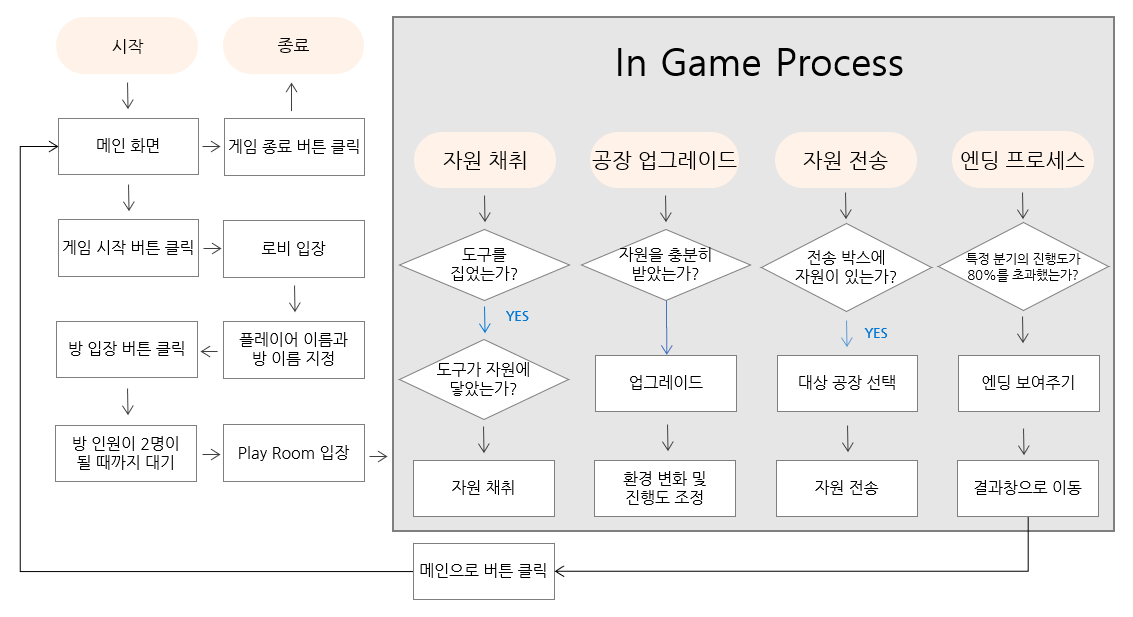 시작
종료
메인 화면
게임 종료 버튼 클릭
게임 시작 버튼 클릭
로비 입장
방 입장 버튼 클릭
플레이어 이름과
방 이름 지정
방 인원이 2명이
될 때까지 대기
Play Room 입장
In Game Process
자원 채취
도구를
집었는가?
YES
도구가 자원에
닿았는가?
자원 채취
공장 업그레이드
자원을 충분히
받았는가?
업그레이드
환경 변화 및
진행도 조정
자원 전송
전송 박스에
자원이 있는가?
YES
대상 공장 선택
자원 전송
엔딩 프로세스
특정 분기의 진행도가
80%를 초과했는가?
엔딩 보여주기
결과창으로 이동
메인으로 버튼 클릭